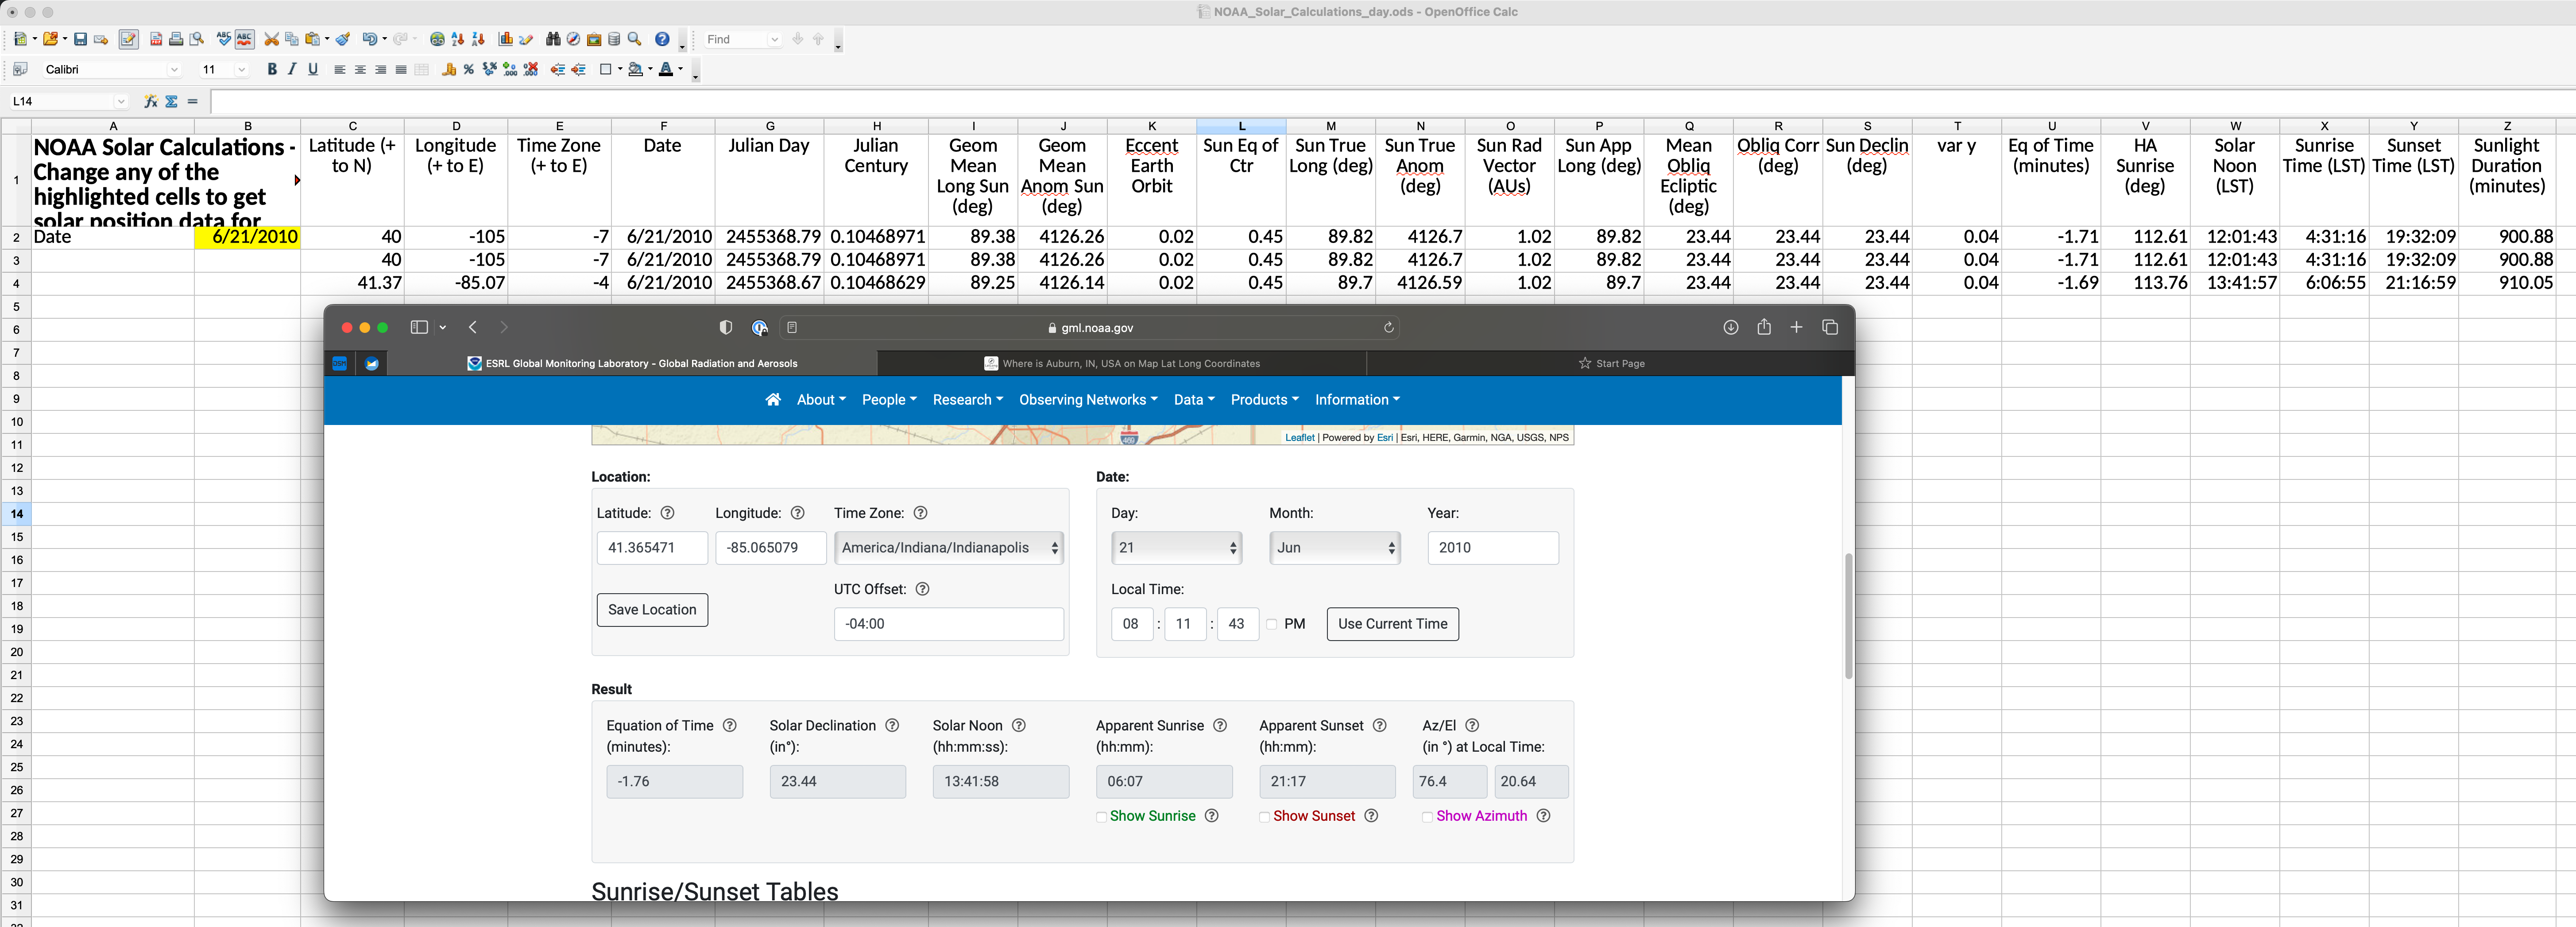 NOAA_Solar_Calculations_day.ods - OpenOffice Calc
Find
Calibri 11
L14
A B C D E F G H I J K L M N O P Q R S T U V W X Y Z
1
NOAA Solar Calculations -
Change any of the
highlighted cells to get
solar position data for
Latitude (+
to N)
Longitude
(+ to E)
Time Zone
(+ to E)
Date
Julian Day
Julian
Century
Geom
Mean
Long Sun
(deg)
Geom
Mean
Anom Sun
(deg)
Eccent
Earth
Orbit
Sun Eq of
Ctr
Sun True
Long (deg)
Sun True
Anom
(deg)
Sun Rad
Vector
(AUs)
Sun App
Long (deg)
Mean
Obliq
Ecliptic
(deg)
Obliq Corr
(deg)
Sun Declin
(deg)
var y
Eq of Time
(minutes)
HA
Sunrise
(deg)
Solar
Noon
(LST)
Sunrise
Time (LST)
Sunset
Time (LST)
Sunlight
Duration
(minutes)
2 Date 6/21/2010 40 -105 -7 6/21/2010 2455368.79 0.10468971 89.38 4126.26 0.02 0.45 89.82 4126.7 1.02 89.82 23.44 23.44 23.44 0.04 -1.71 112.61 12:01:43 4:31:16 19:32:09 900.88
3 40 -105 -7 6/21/2010 2455368.79 0.10468971 89.38 4126.26 0.02 0.45 89.82 4126.7 1.02 89.82 23.44 23.44 23.44 0.04 -1.71 112.61 12:01:43 4:31:16 19:32:09 900.88
4 41.37 -85.07 -4 6/21/2010 2455368.67 0.10468629 89.25 4126.14 0.02 0.45 89.7 4126.59 1.02 89.7 23.44 23.44 23.44 0.04 -1.69 113.76 13:41:57 6:06:55 21:16:59 910.05
5
6
7
8
9
10
11
12
13
14
15
16
17
18
19
20
21
22
23
24
25
26
27
28
29
30
31
gml.noaa.gov
ESRL Global Monitoring Laboratory - Global Radiation and Aerosols
Where is Auburn, IN, USA on Map Lat Long Coordinates
Start Page
About People Research Observing Networks Data Products Information
469
Leaflet | Powered by Esri | Esri, HERE, Garmin, NGA, USGS, NPS
Location:
Latitude: Longitude: Time Zone:
41.365471 -85.065079 America/Indiana/Indianapolis
UTC Offset:
Save Location
-04:00
Date:
Day: Month: Year:
21 Jun 2010
Local Time:
08 : 11 : 43 PM Use Current Time
Result
Equation of Time
(minutes):
Solar Declination
(in°):
Solar Noon
(hh:mm:ss):
Apparent Sunrise
(hh:mm):
Apparent Sunset
(hh:mm):
Az/El
(in °) at Local Time:
-1.76 23.44 13:41:58 06:07 21:17 76.4 20.64
Show Sunrise Show Sunset Show Azimuth
Sunrise/Sunset Tables